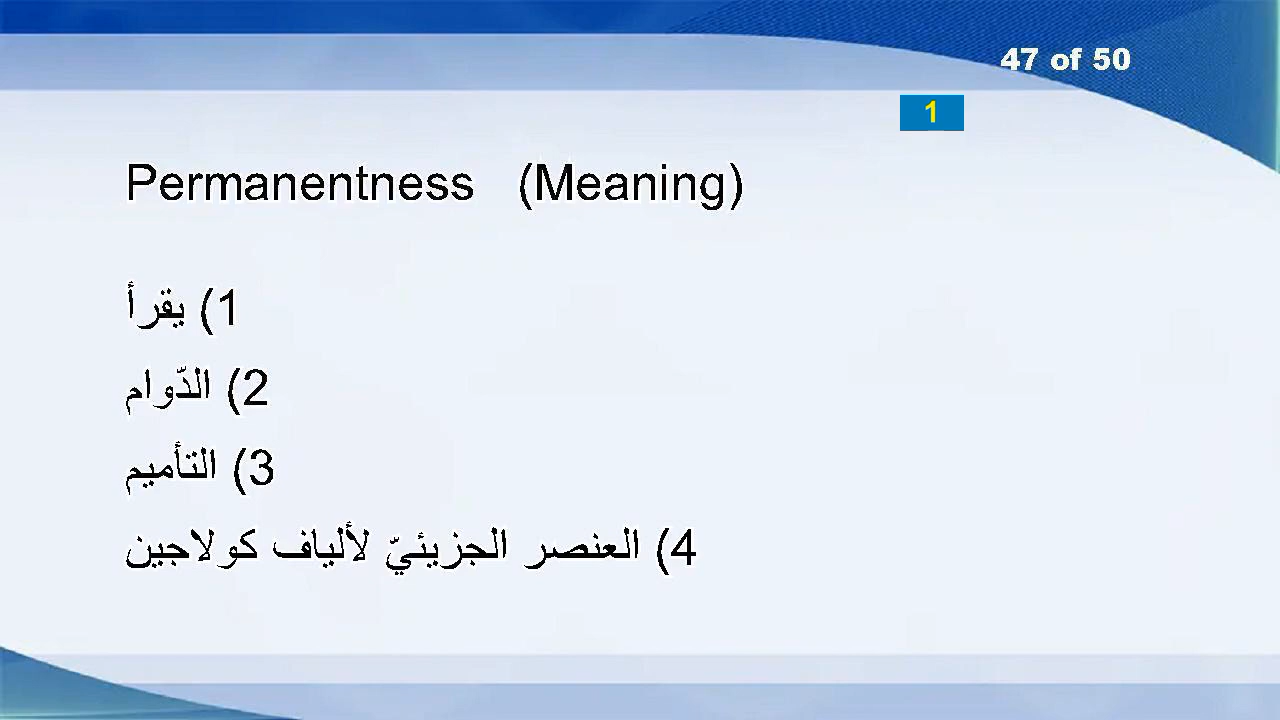 47 of 50
1
Permanentness (Meaning)
1) يقرأ
2) الدّوام
3) التأميم
4) العنصر الجزيئيّ لألياف كولاجين